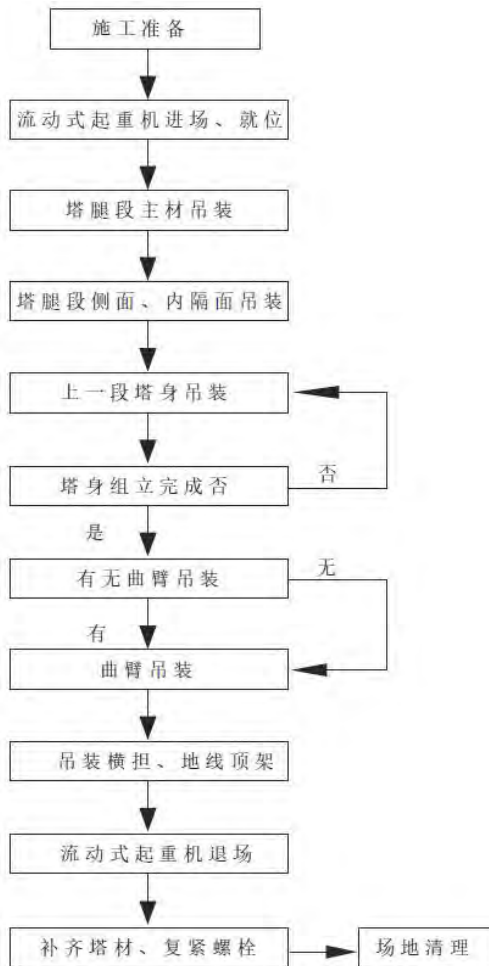 施工准备
流动式起重机进场、就位
塔腿段主材吊装
塔腿段侧面、内隔面吊装
上一段塔身吊装
塔身组立完成否
否
是
有无曲臂吊装
无
有
曲臂吊装
吊装横担、地线顶架
流动式起重机退场
补齐塔材、复紧螺栓
场地清理